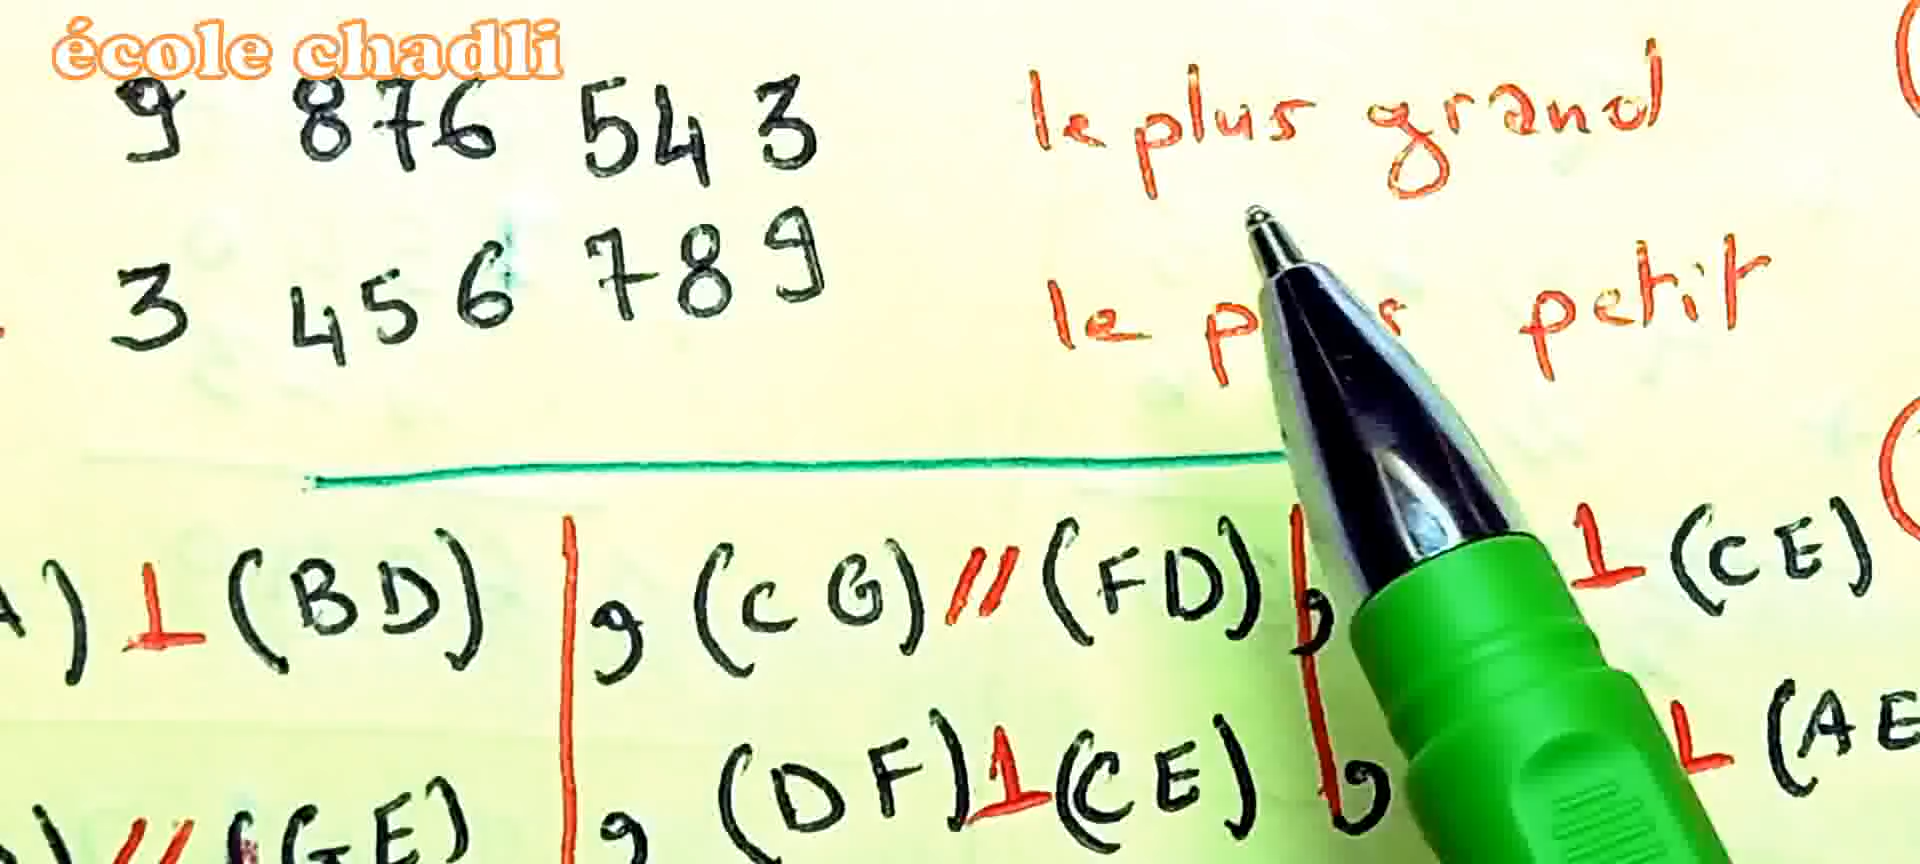 école chadli
9 876 543 le plus grand
3 456 789 le petit
) ⊥ (BD) , (CG) // (FD) , ⊥ (CE)
) // (GE) , (DF) ⊥ (CE) , ⊥ (AE